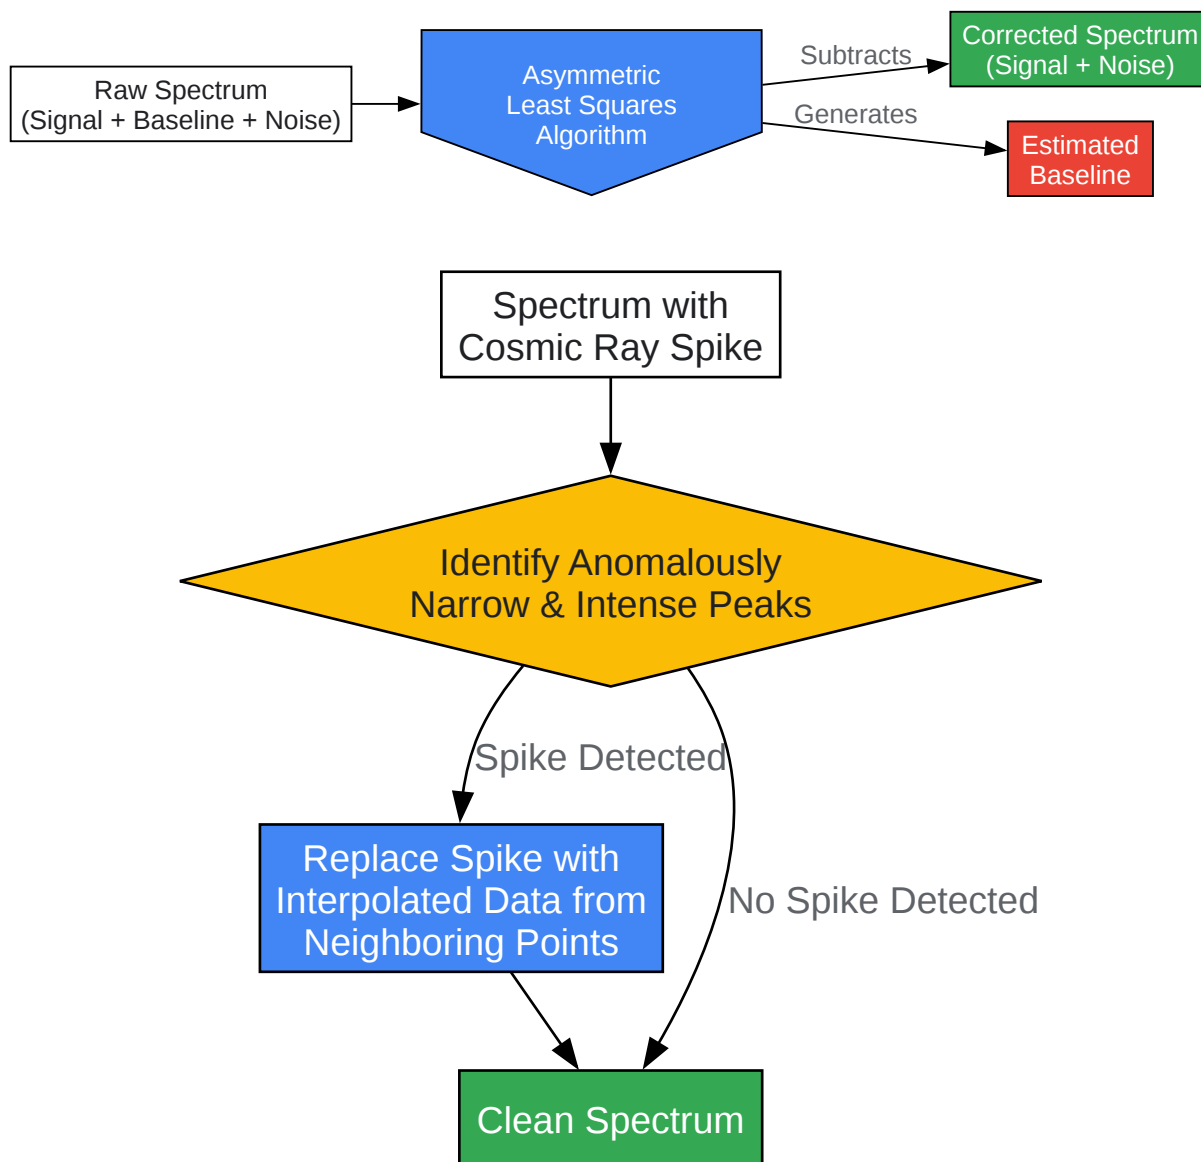 Raw Spectrum
(Signal + Baseline + Noise)
Asymmetric
Least Squares
Algorithm
Subtracts
Generates
Corrected Spectrum
(Signal + Noise)
Estimated
Baseline
Spectrum with
Cosmic Ray Spike
Identify Anomalously
Narrow & Intense Peaks
Spike Detected
Replace Spike with
Interpolated Data from
Neighboring Points
No Spike Detected
Clean Spectrum